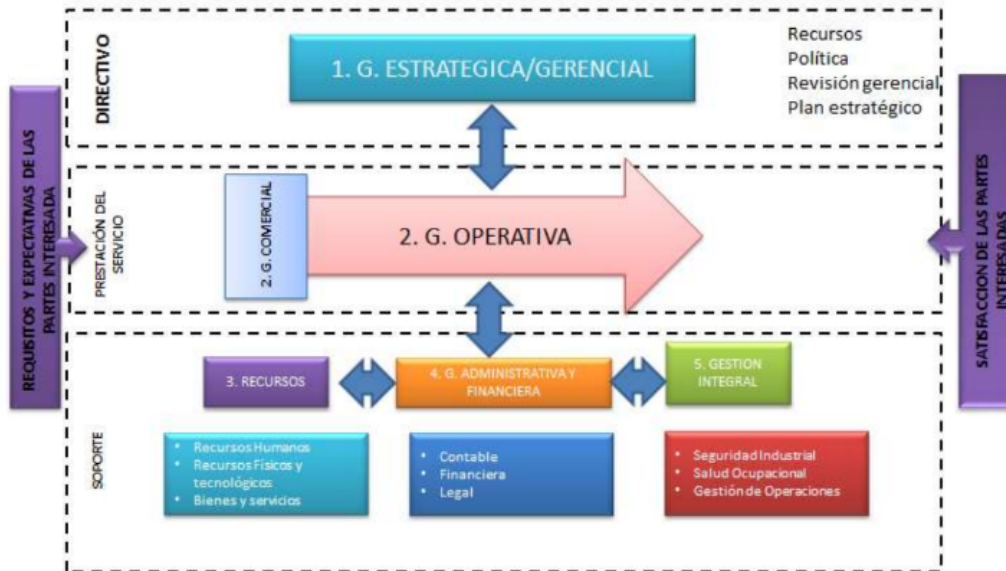 DIRECTIVO
1. G. ESTRATEGICA/GERENCIAL
Recursos
Política
Revisión gerencial
Plan estratégico
REQUISITOS Y EXPECTATIVAS DE LAS
PARTES INTERESADA
PRESTACIÓN DEL
SERVICIO
2. G. COMERCIAL
2. G. OPERATIVA
SATISFACCION DE LAS PARTES
INTERESADAS
SOPORTE
3. RECURSOS
4. G. ADMINISTRATIVA Y
FINANCIERA
5. GESTION
INTEGRAL
• Recursos Humanos
• Recursos Físicos y
tecnológicos
• Bienes y servicios
• Contable
• Financiera
• Legal
• Seguridad Industrial
• Salud Ocupacional
• Gestión de Operaciones